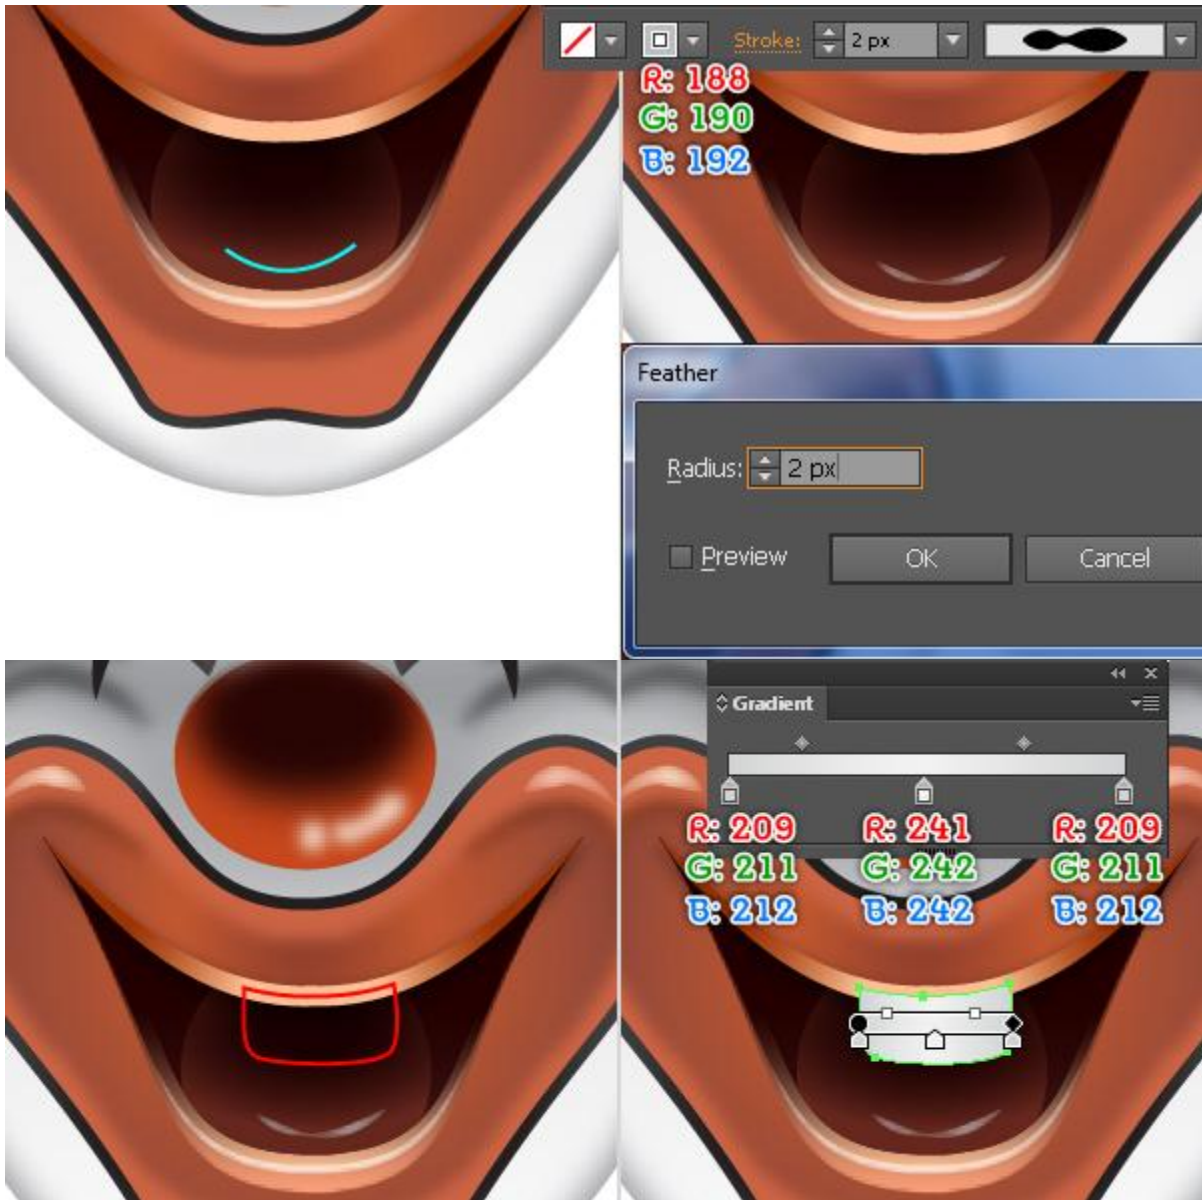 Stroke: 2 px
R: 188
G: 190
B: 192
Feather
Radius: 2 px
Preview OK Cancel
Gradient
R: 209 R: 241 R: 209
G: 211 G: 242 G: 211
B: 212 B: 242 B: 212